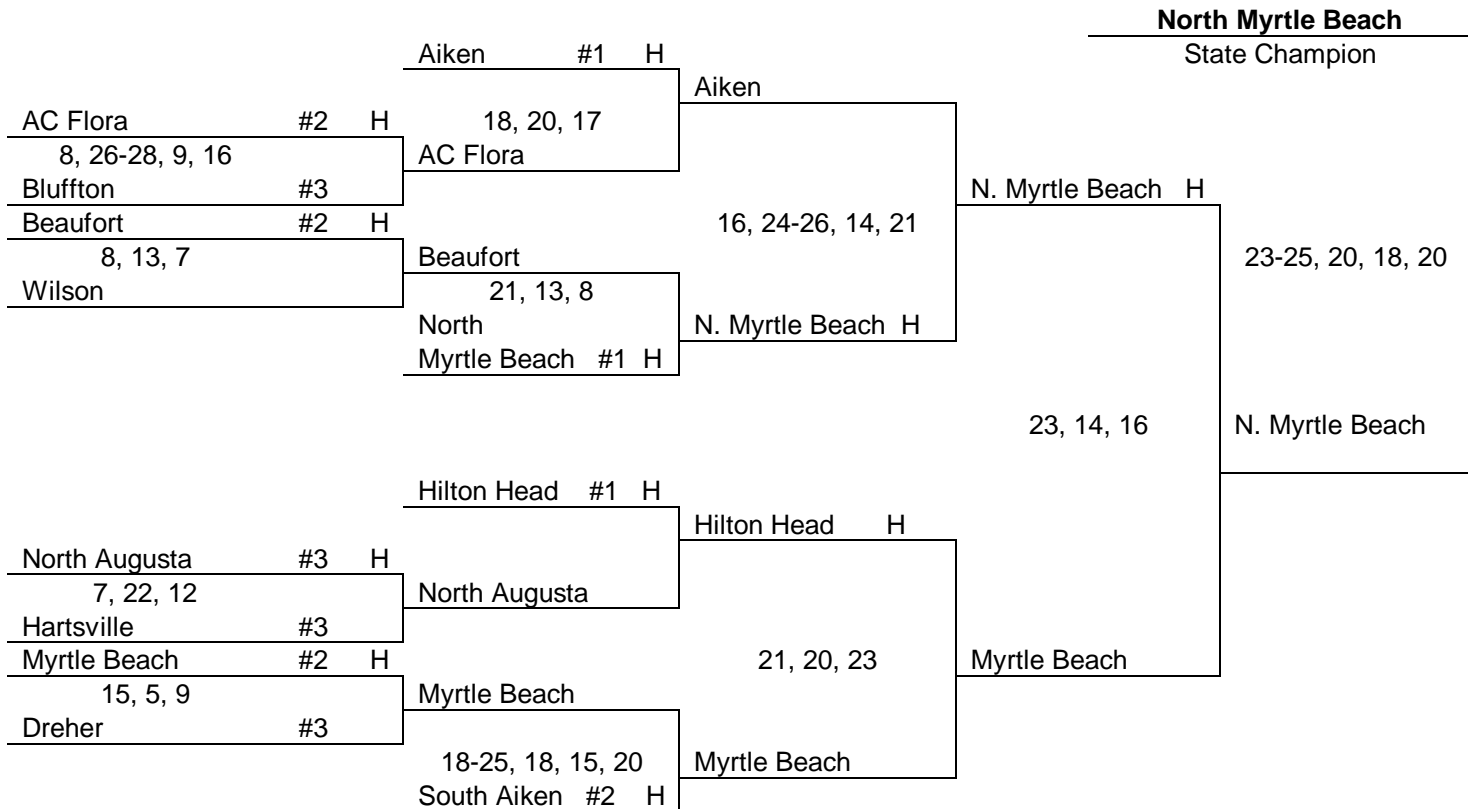 North Myrtle Beach
State Champion
Aiken #1 H
Aiken
AC Flora #2 H
18, 20, 17
8, 26-28, 9, 16
AC Flora
Bluffton #3
N. Myrtle Beach H
Beaufort #2 H
16, 24-26, 14, 21
8, 13, 7
Beaufort
23-25, 20, 18, 20
Wilson
21, 13, 8
North
Myrtle Beach #1 H
N. Myrtle Beach H
23, 14, 16
N. Myrtle Beach
Hilton Head #1 H
Hilton Head H
North Augusta #3 H
7, 22, 12
North Augusta
Hartsville #3
Myrtle Beach #2 H
21, 20, 23
Myrtle Beach
15, 5, 9
Myrtle Beach
Dreher #3
18-25, 18, 15, 20
Myrtle Beach
South Aiken #2 H